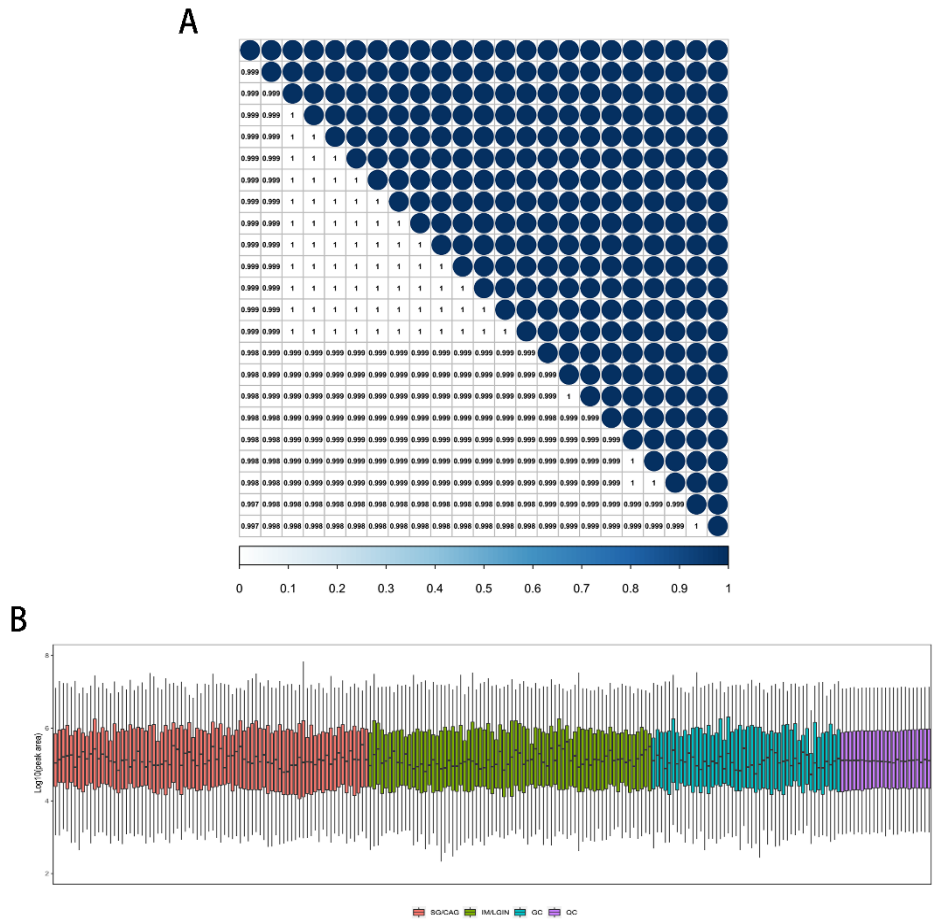 A
0.999
0.999 0.999
0.999 0.999 1
0.999 0.999 1 1
0.999 0.999 1 1 1
0.999 0.999 1 1 1 1
0.999 0.999 1 1 1 1 1
0.999 0.999 1 1 1 1 1 1
0.999 0.999 1 1 1 1 1 1 1
0.999 0.999 1 1 1 1 1 1 1 1
0.999 0.999 1 1 1 1 1 1 1 1 1
0.999 0.999 1 1 1 1 1 1 1 1 1 1
0.999 0.999 1 1 1 1 1 1 1 1 1 1 1
0.998 0.999 0.999 0.999 0.999 0.999 0.999 0.999 0.999 0.999 0.999 0.999 0.999 0.999
0.998 0.999 0.999 0.999 0.999 0.999 0.999 0.999 0.999 0.999 0.999 0.999 0.999 0.999 0.999
0.998 0.999 0.999 0.999 0.999 0.999 0.999 0.999 0.999 0.999 0.999 0.999 0.999 0.999 0.999 1
0.998 0.998 0.999 0.999 0.999 0.999 0.999 0.999 0.999 0.999 0.999 0.999 0.999 0.999 0.998 0.999 0.999
0.998 0.998 0.999 0.999 0.999 0.999 0.999 0.999 0.999 0.999 0.999 0.999 0.999 0.999 0.999 0.999 0.999 0.999
0.998 0.998 0.999 0.999 0.999 0.999 0.999 0.999 0.999 0.999 0.999 0.999 0.999 0.999 0.999 0.999 0.999 0.999 1
0.998 0.998 0.999 0.999 0.999 0.999 0.999 0.999 0.999 0.999 0.999 0.999 0.999 0.999 0.999 0.999 0.999 0.999 1 1
0.997 0.998 0.998 0.998 0.998 0.998 0.998 0.998 0.998 0.998 0.998 0.998 0.998 0.998 0.999 0.999 0.999 0.999 0.999 0.999 0.999
0.997 0.998 0.998 0.998 0.998 0.998 0.998 0.998 0.998 0.998 0.998 0.998 0.998 0.998 0.999 0.999 0.999 0.999 0.999 0.999 0.999 1
0 0.1 0.2 0.3 0.4 0.5 0.6 0.7 0.8 0.9 1
B
8
6
4
2
Log10(peak area)
SG/CAG IM/LGIN GC QC